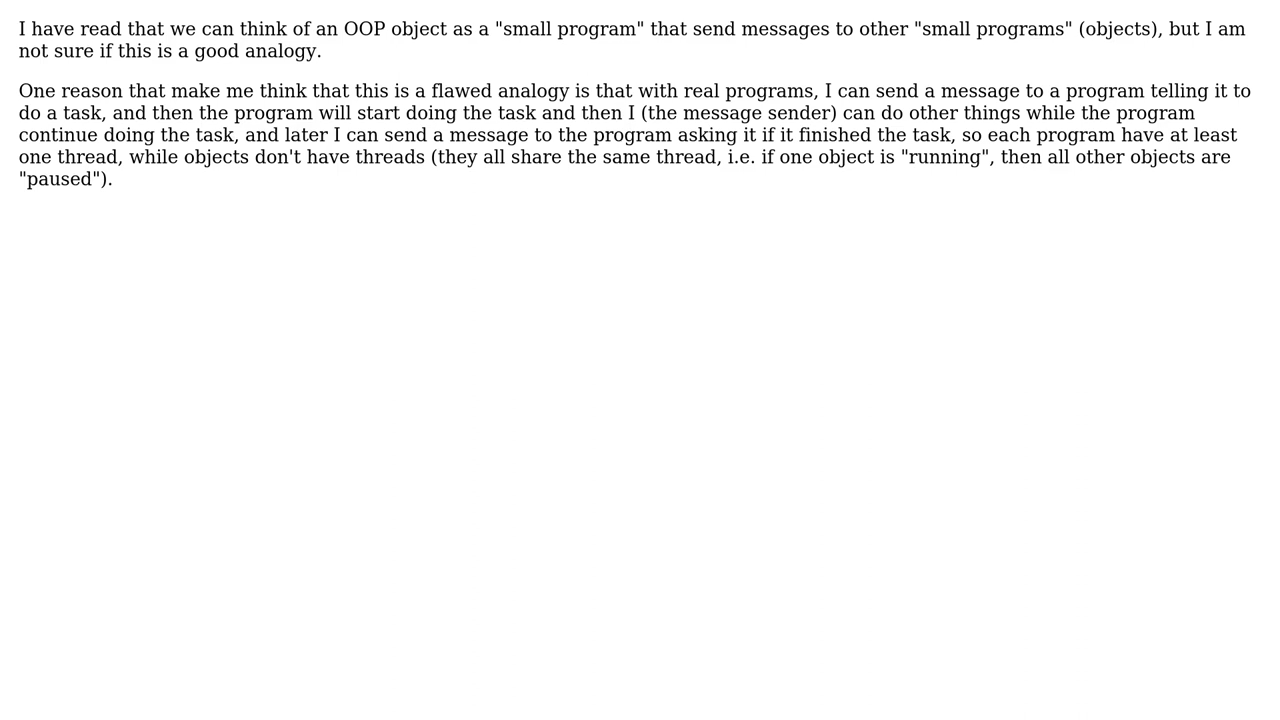 I have read that we can think of an OOP object as a "small program" that send messages to other "small programs" (objects), but I am
not sure if this is a good analogy.
One reason that make me think that this is a flawed analogy is that with real programs, I can send a message to a program telling it to
do a task, and then the program will start doing the task and then I (the message sender) can do other things while the program
continue doing the task, and later I can send a message to the program asking it if it finished the task, so each program have at least
one thread, while objects don't have threads (they all share the same thread, i.e. if one object is "running", then all other objects are
"paused").